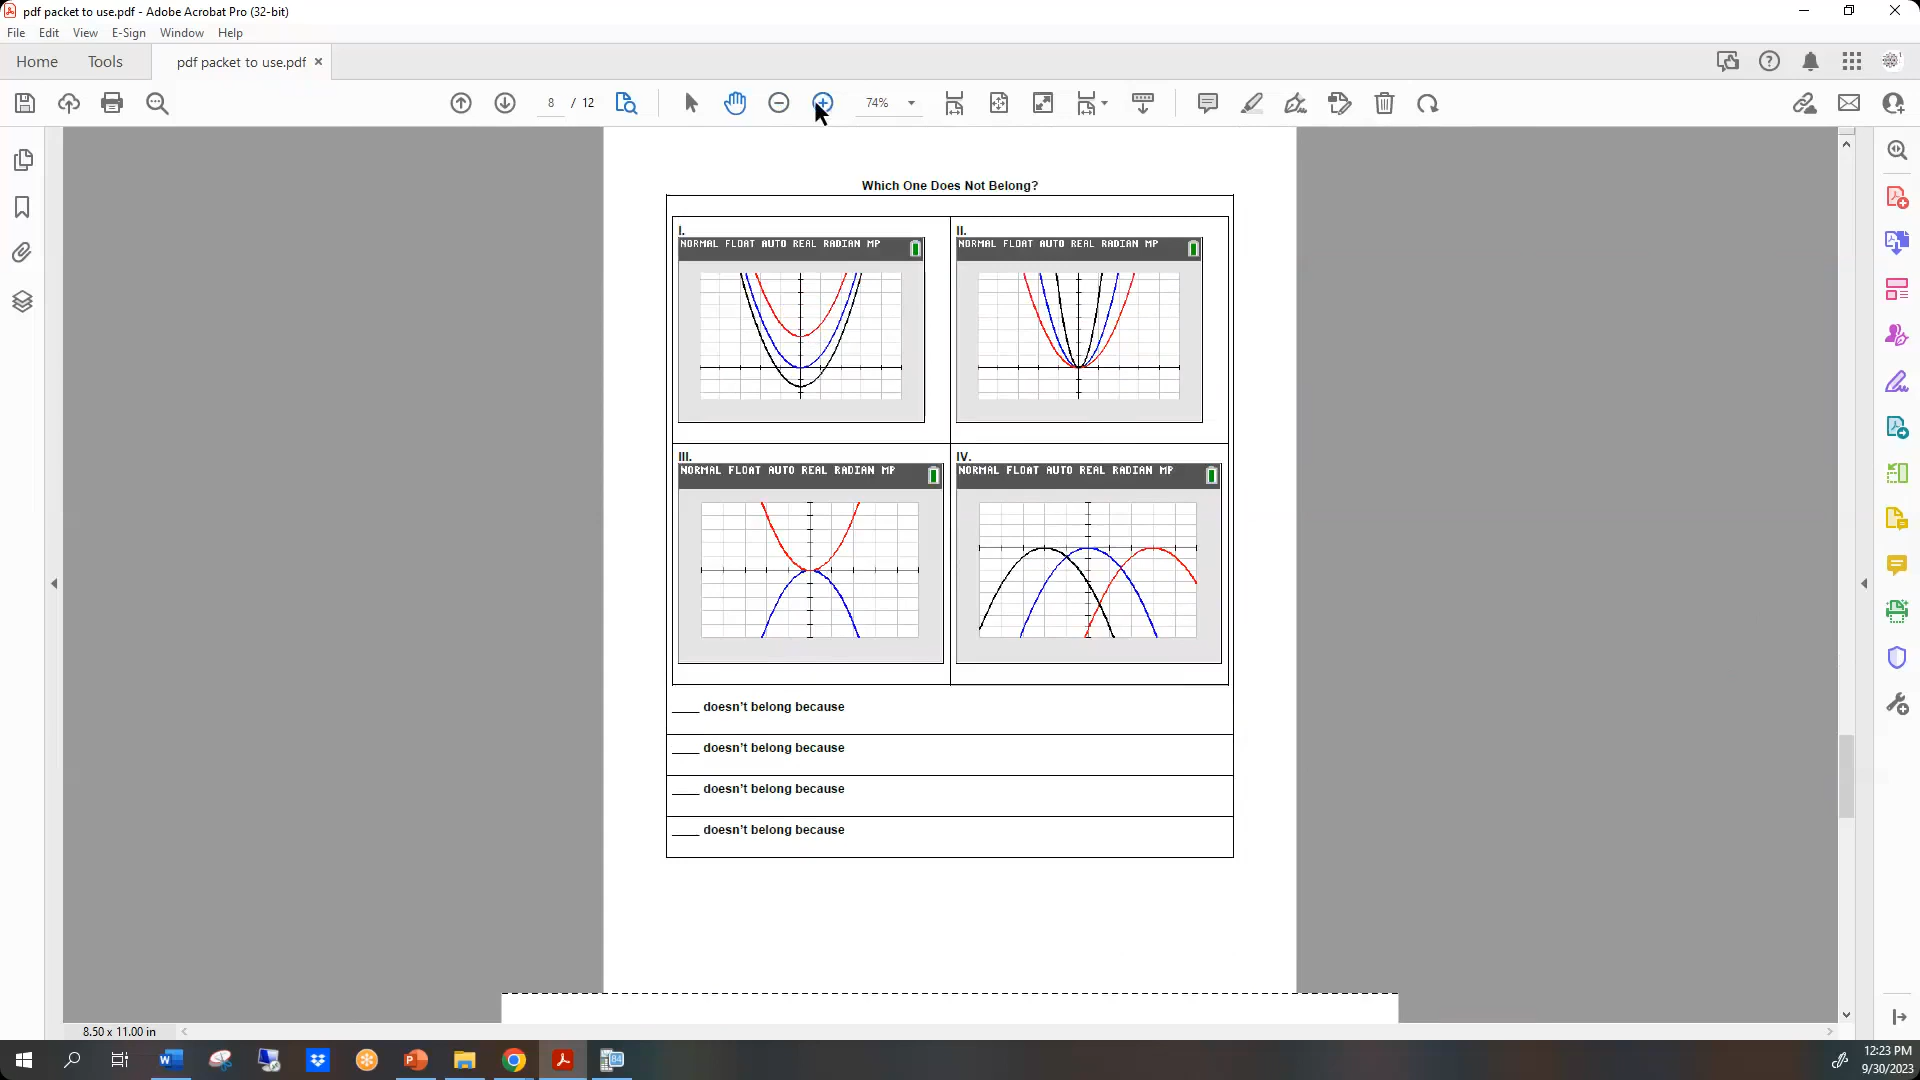 pdf packet to use.pdf - Adobe Acrobat Pro (32-bit)
File Edit View E-Sign Window Help
Home Tools pdf packet to use.pdf ×
8 / 12 74%
Which One Does Not Belong?
I. II.
NORMAL FLOAT AUTO REAL RADIAN MP NORMAL FLOAT AUTO REAL RADIAN MP
III. IV.
NORMAL FLOAT AUTO REAL RADIAN MP NORMAL FLOAT AUTO REAL RADIAN MP
____ doesn't belong because
____ doesn't belong because
____ doesn't belong because
____ doesn't belong because
8.50 x 11.00 in
12:23 PM
9/30/2023